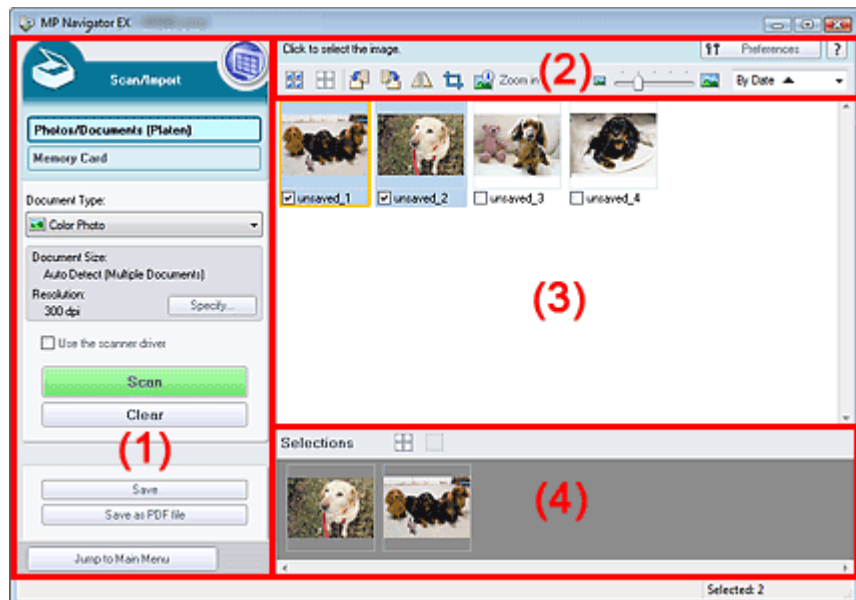 MP Navigator EX
Scan/Import
Photos/Documents (Platen)
Memory Card
Document Type:
Color Photo
Document Size:
Auto Detect (Multiple Documents)
Resolution:
300 dpi
Specify...
Use the scanner driver
Scan
Clear
(1)
Save
Save as PDF file
Jump to Main Menu
Click to select the image.
Preferences
?
Zoom in
(2)
By Date
unsaved_1
unsaved_2
unsaved_3
unsaved_4
(3)
Selections
(4)
Selected: 2